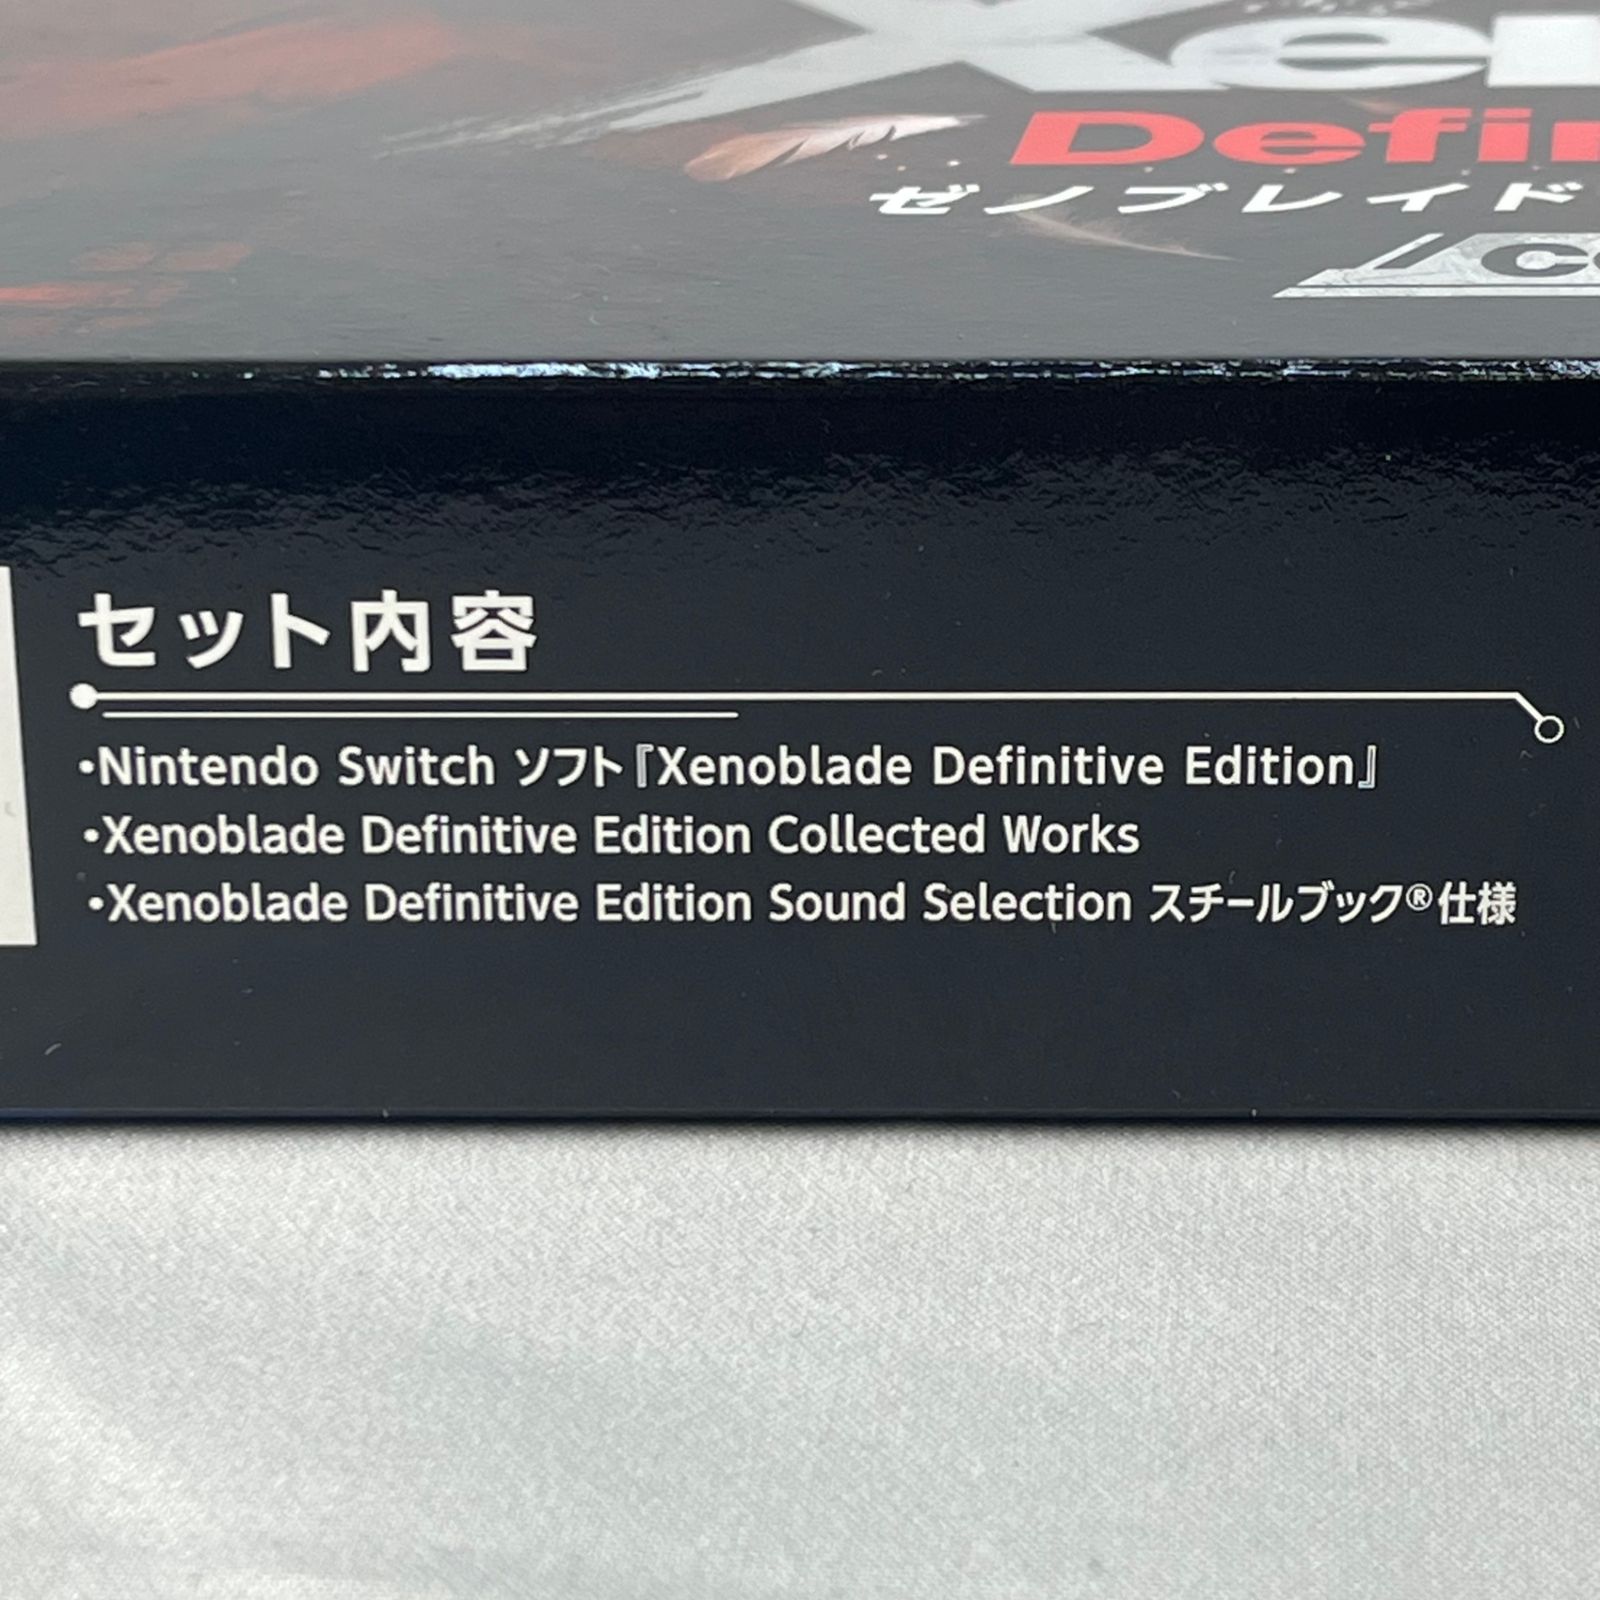 Xen
Defin
ゼノブレイド
セット内容
・Nintendo Switch ソフト『Xenoblade Definitive Edition』
・Xenoblade Definitive Edition Collected Works
・Xenoblade Definitive Edition Sound Selection スチールブック®仕様